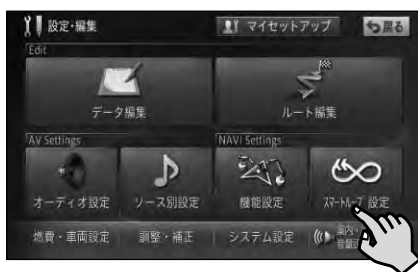 設定・編集
マイセットアップ
戻る
Edit
データ編集
ルート編集
AV Settings
NAVI Settings
オーディオ設定
ソース別設定
機能設定
スマートループ 設定
燃費・車両設定
調整・補正
システム設定
案内・
音量